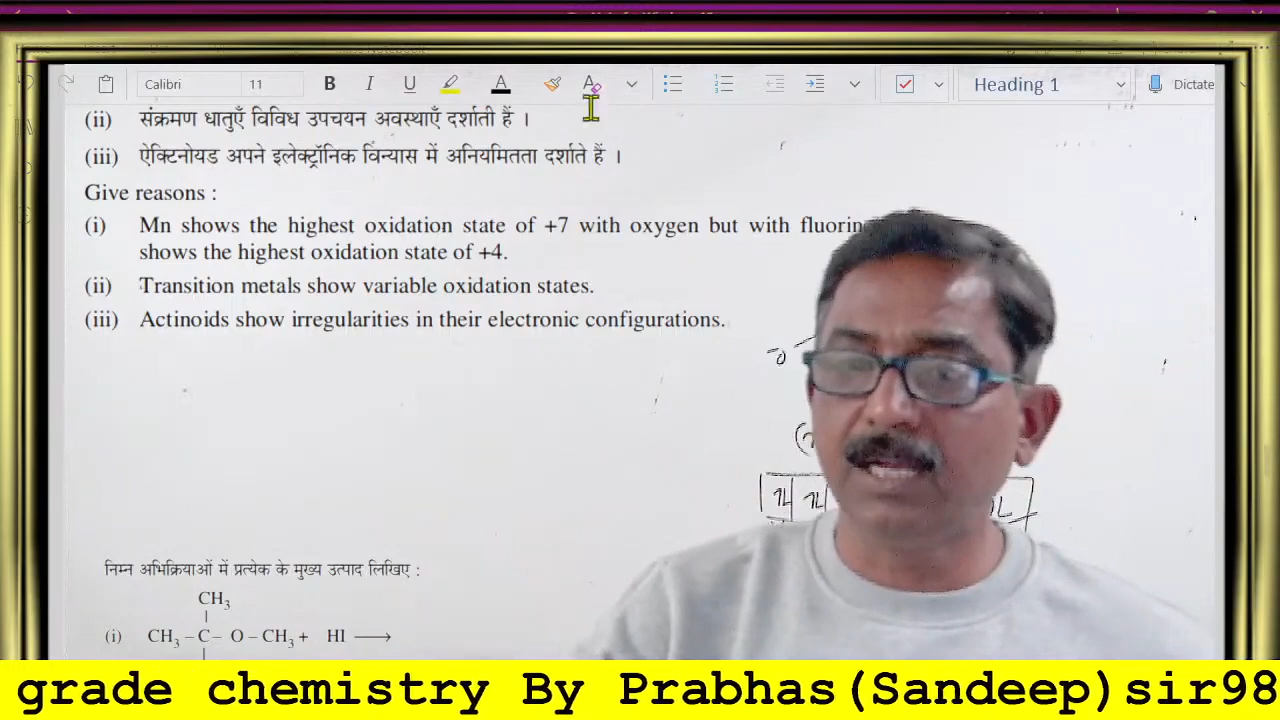 Calibri 11 B I U A A Heading 1 Dictate
(ii) संक्रमण धातुएँ विविध उपचयन अवस्थाएँ दर्शाती हैं ।
(iii) ऐक्टिनोयड अपने इलेक्ट्रॉनिक विन्यास में अनियमितता दर्शाते हैं ।
Give reasons :
(i) Mn shows the highest oxidation state of +7 with oxygen but with fluorin
shows the highest oxidation state of +4.
(ii) Transition metals show variable oxidation states.
(iii) Actinoids show irregularities in their electronic configurations.
निम्न अभिक्रियाओं में प्रत्येक के मुख्य उत्पाद लिखिए :
CH3
(i) CH3 – C – O – CH3 + HI ⟶
grade chemistry By Prabhas(Sandeep)sir98